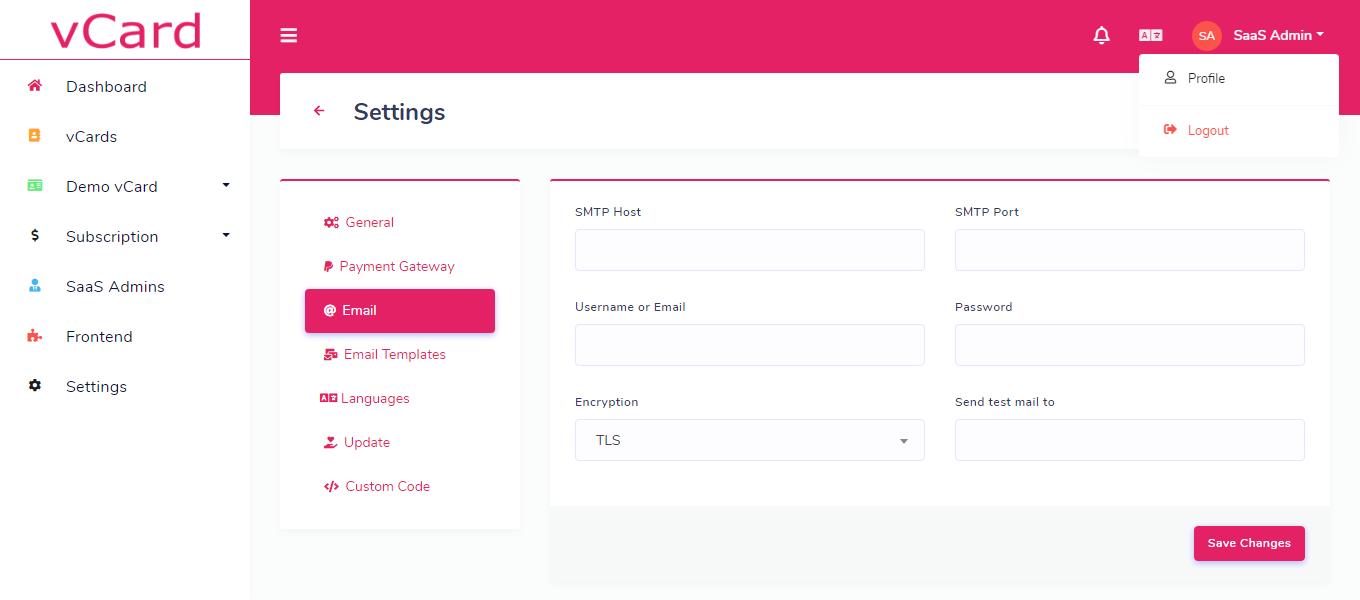 vCard
SA
SaaS Admin
Profile
Logout
Dashboard
vCards
Demo vCard
Subscription
SaaS Admins
Frontend
Settings
Settings
General
Payment Gateway
Email
Email Templates
Languages
Update
Custom Code
SMTP Host
SMTP Port
Username or Email
Password
Encryption
Send test mail to
TLS
Save Changes